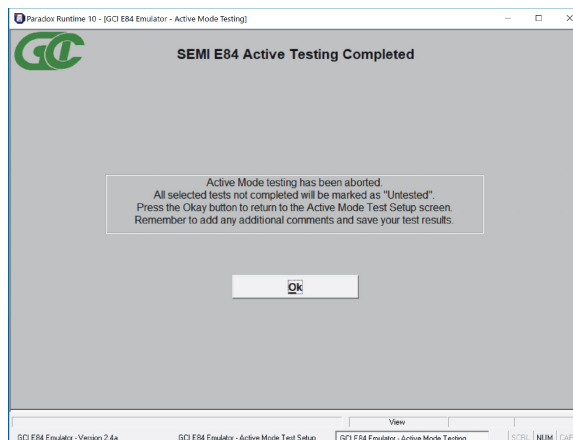 Paradox Runtime 10 - [GCI E84 Emulator - Active Mode Testing]
GCI
SEMI E84 Active Testing Completed
Active Mode testing has been aborted.
All selected tests not completed will be marked as "Untested".
Press the Okay button to return to the Active Mode Test Setup screen.
Remember to add any additional comments and save your test results.
Ok
View
GCI E84 Emulator - Version 2.4a
GCI E84 Emulator - Active Mode Test Setup
GCI E84 Emulator - Active Mode Testing
SCRL NUM CAP